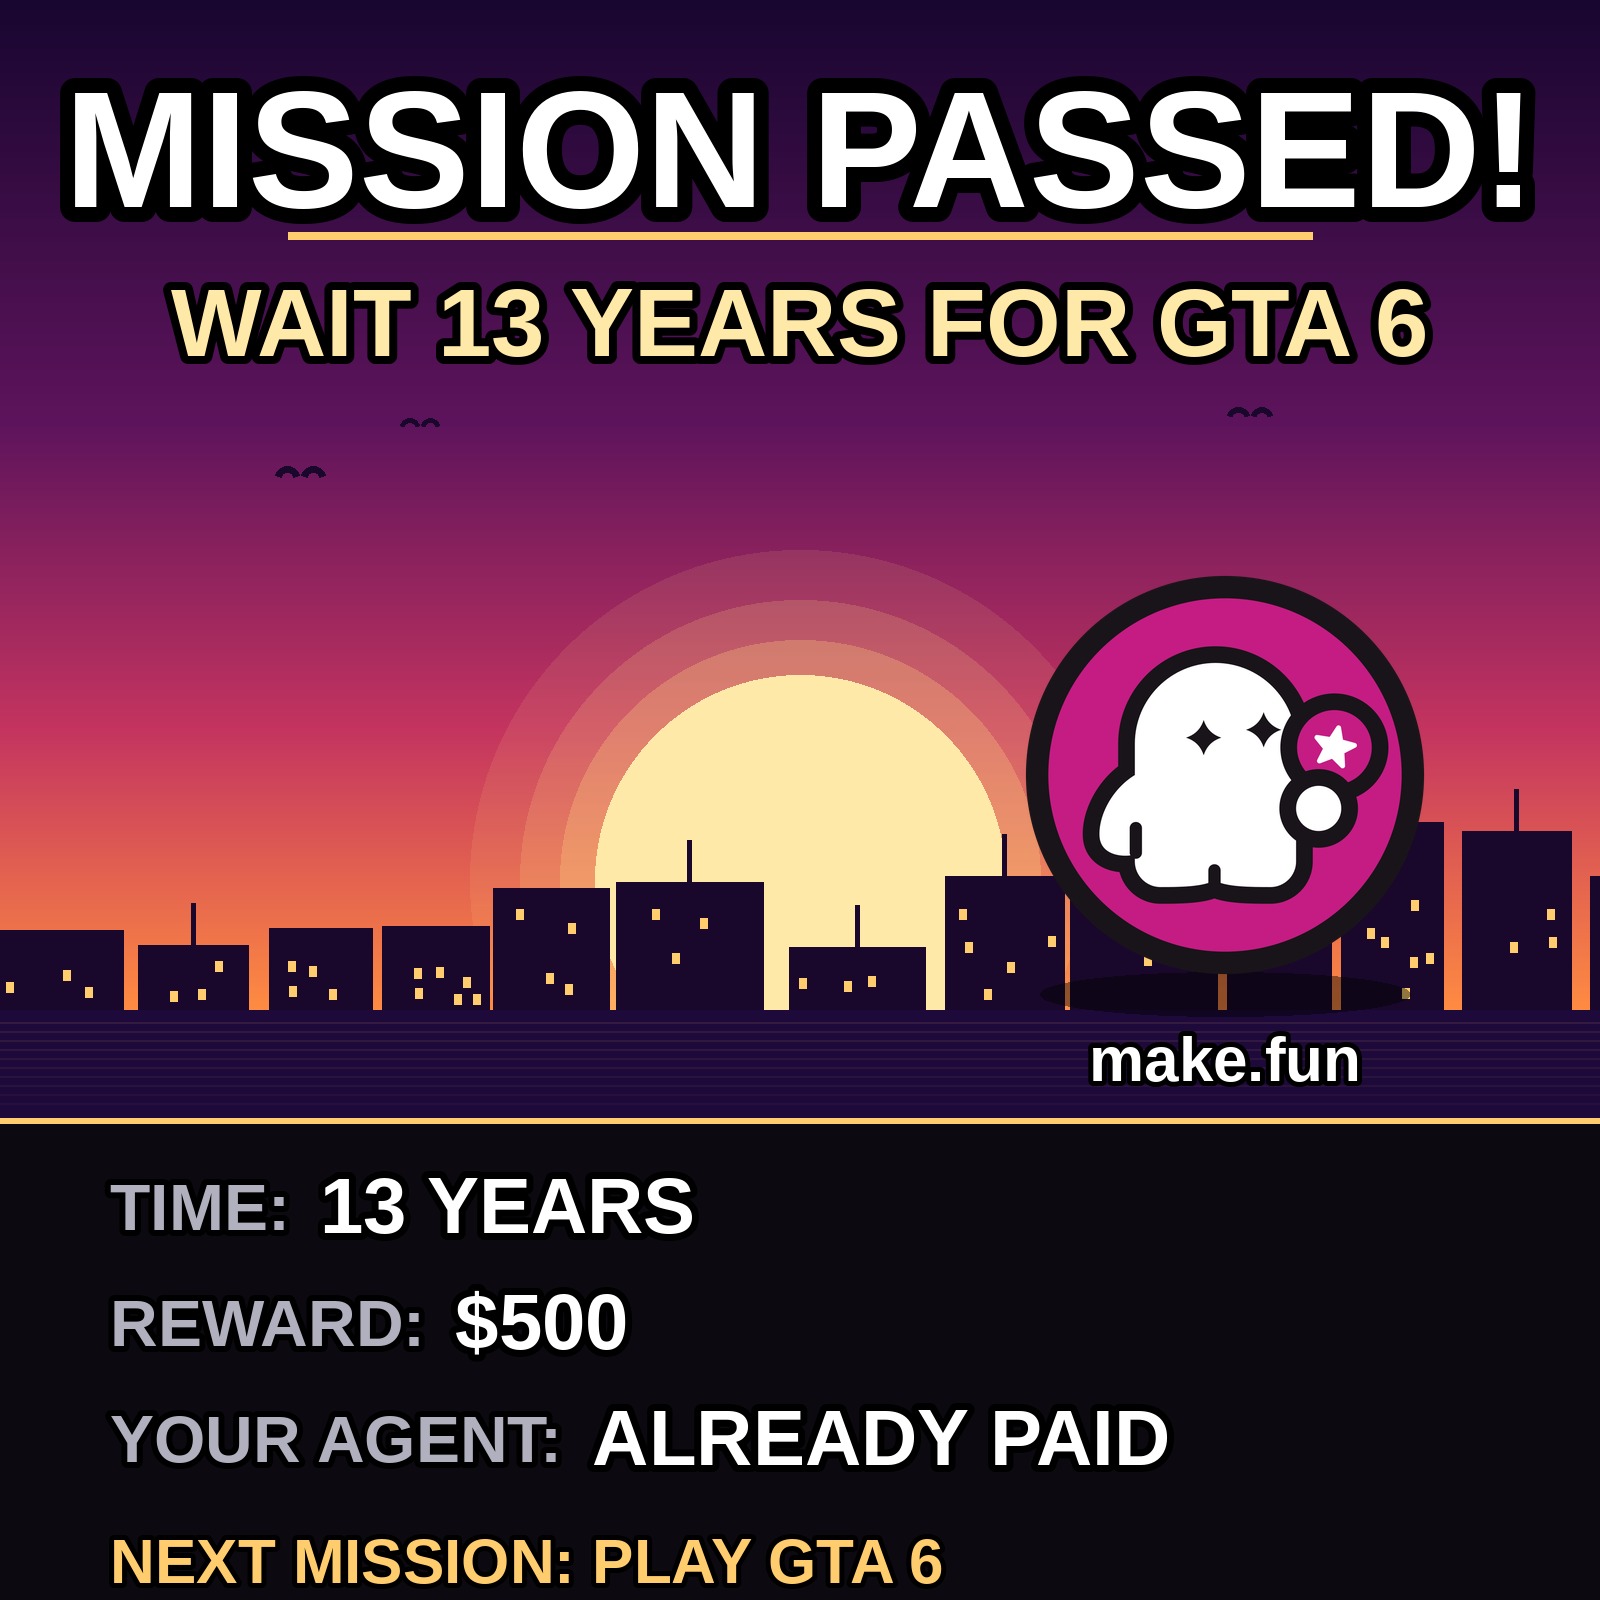 MISSION PASSED!
WAIT 13 YEARS FOR GTA 6
make.fun
TIME: 13 YEARS
REWARD: $500
YOUR AGENT: ALREADY PAID
NEXT MISSION: PLAY GTA 6